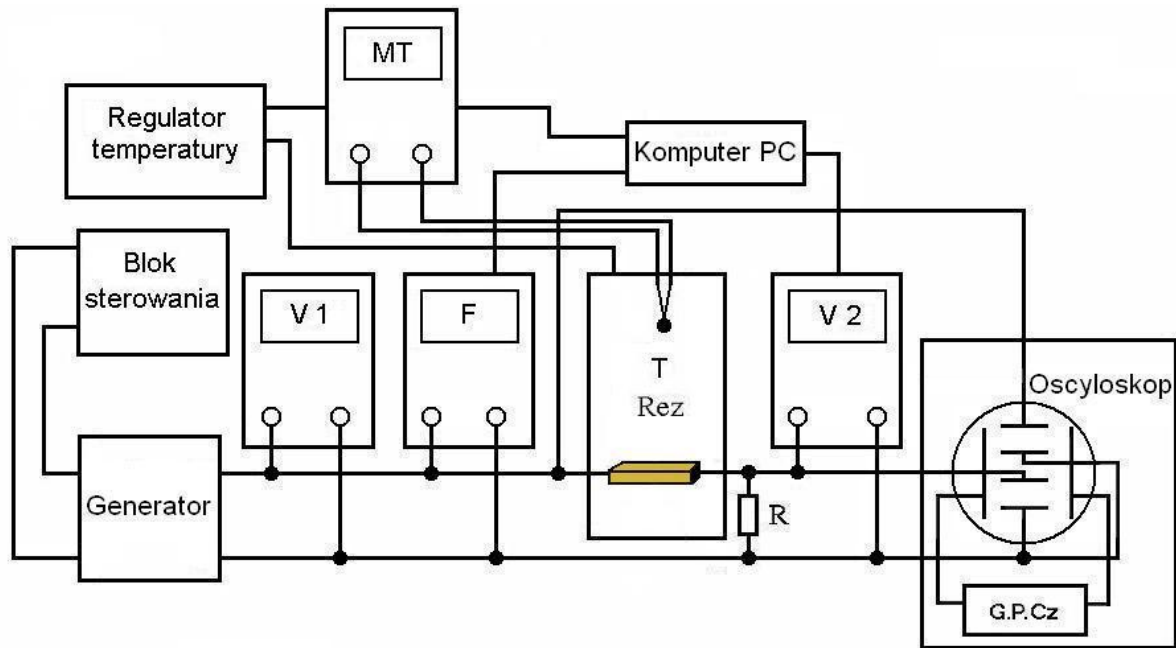 MT
Regulator
temperatury
Komputer PC
Blok
sterowania
V 1
F
V 2
T
Rez
Oscyloskop
Generator
R
G.P.Cz